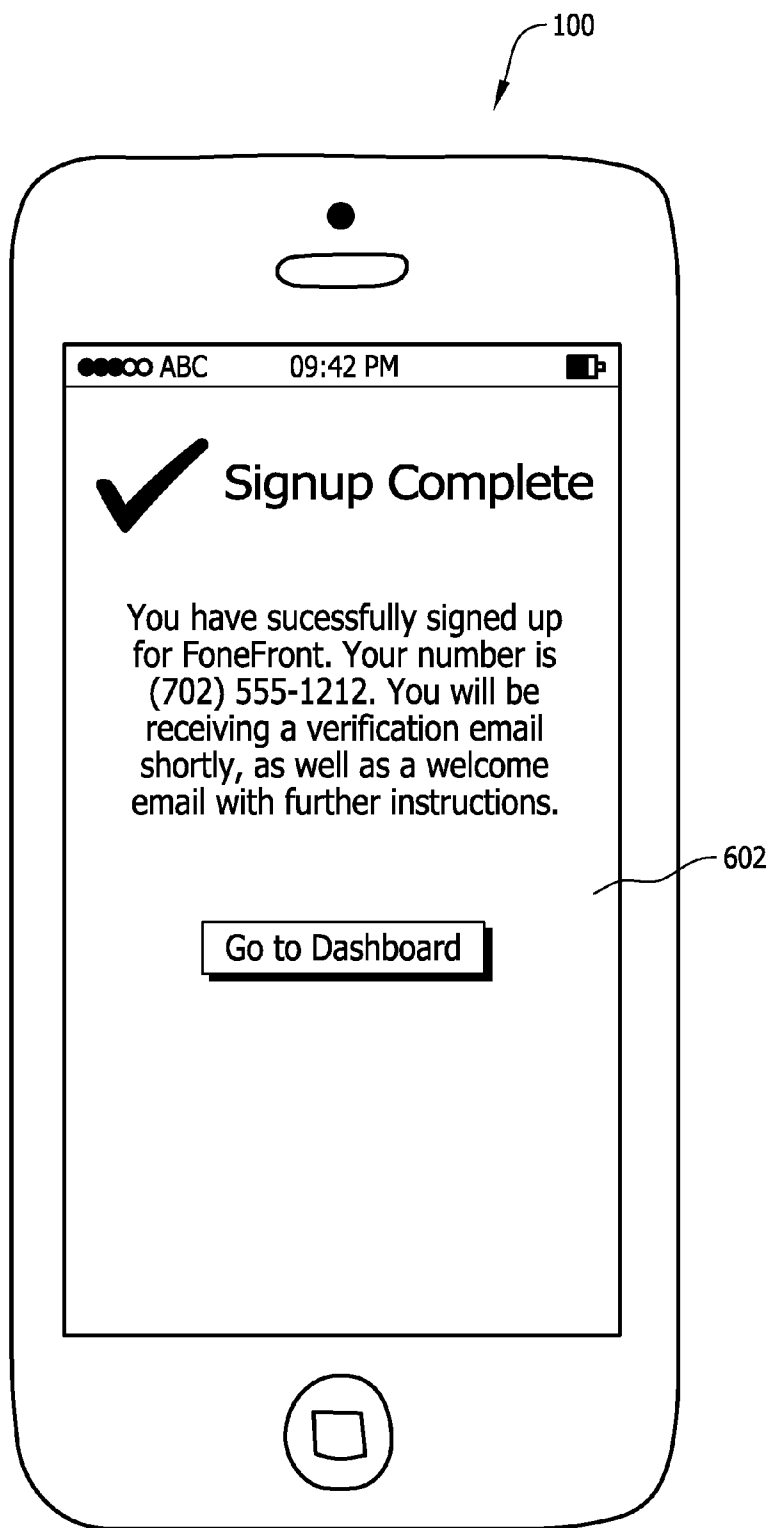 100
ABC 09:42 PM
Signup Complete
You have sucessfully signed up
for FoneFront. Your number is
(702) 555-1212. You will be
receiving a verification email
shortly, as well as a welcome
email with further instructions.
602
Go to Dashboard